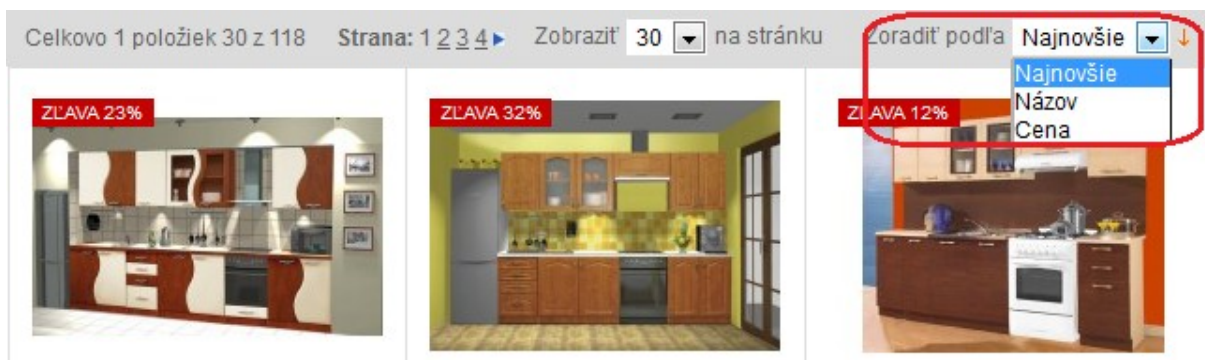 Celkovo 1 položiek 30 z 118 Strana: 1 2 3 4 Zobraziť 30 na stránku Zoradiť podľa Najnovšie ↓
Najnovšie
Názov
Cena
ZĽAVA 23% ZĽAVA 32% ZĽAVA 12%